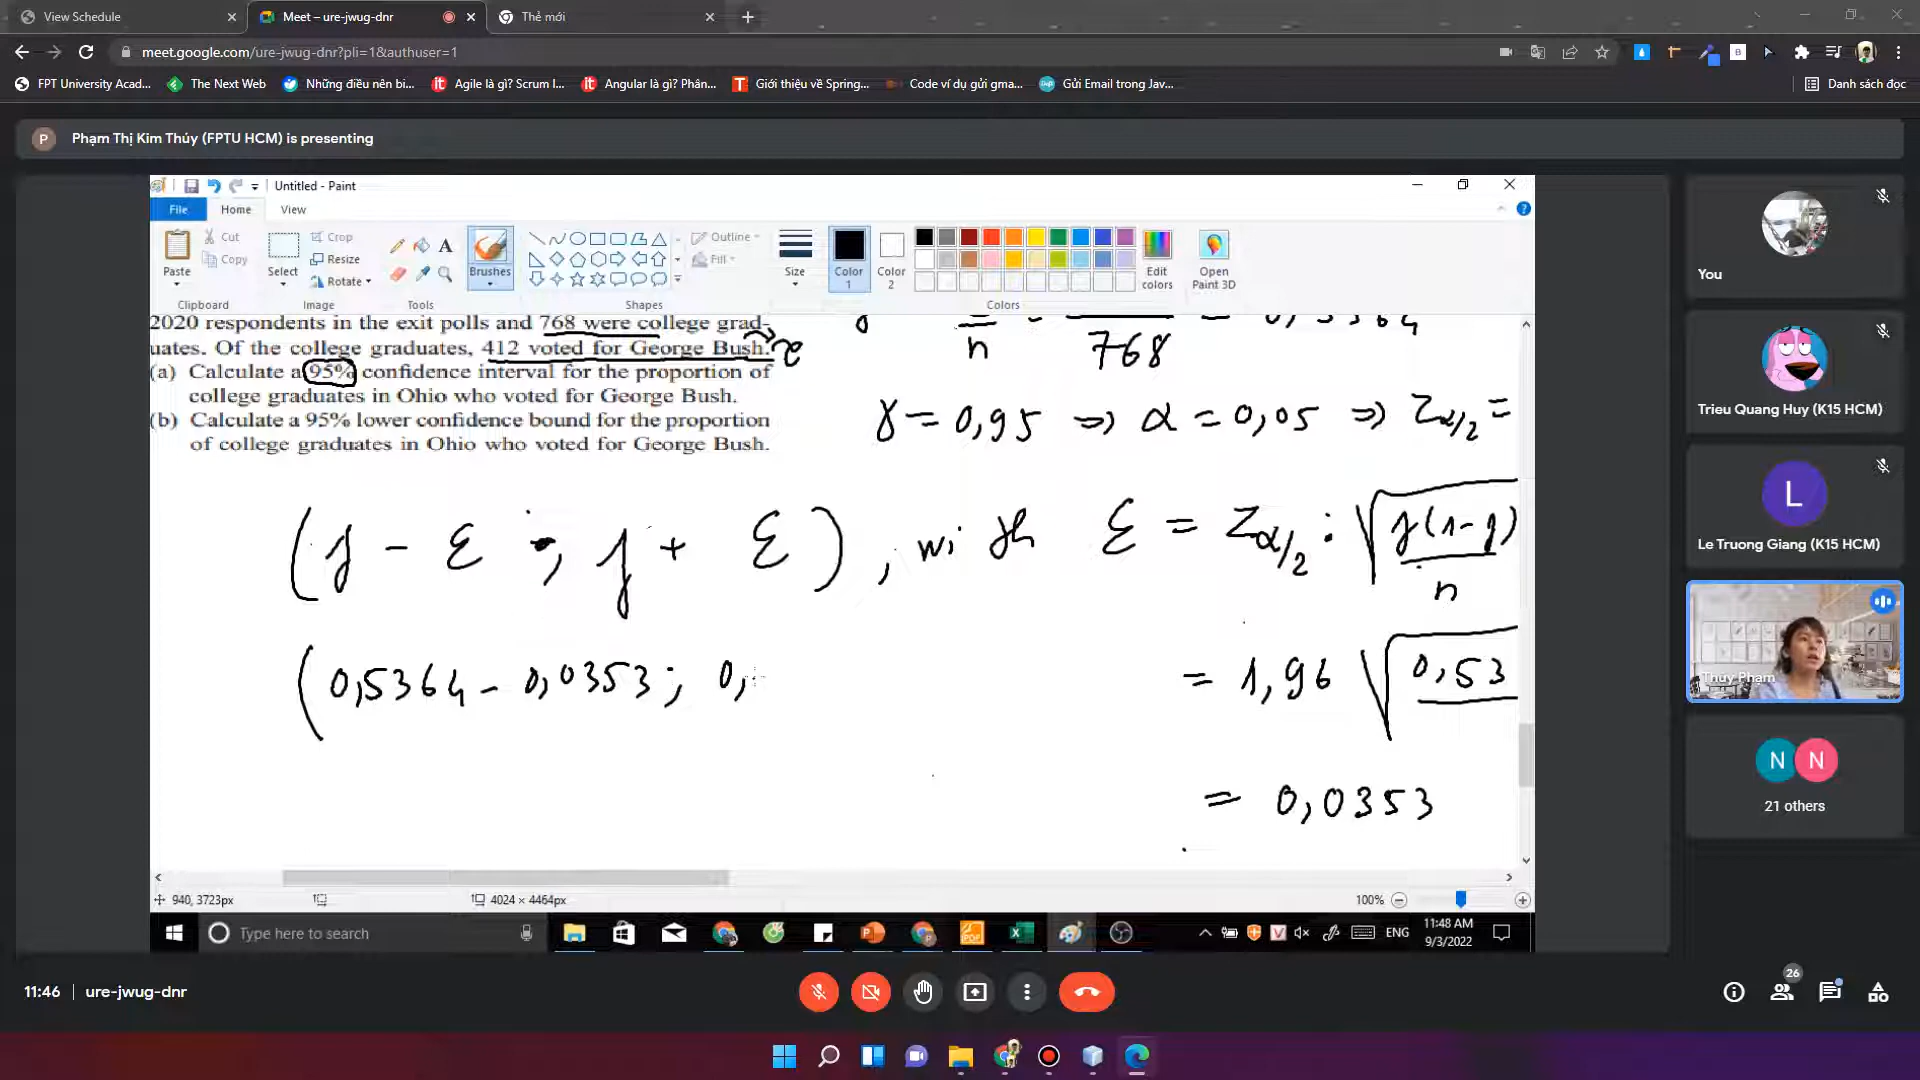 View Schedule
Meet – ure-jwug-dnr
Thẻ mới
meet.google.com/ure-jwug-dnr?pli=1&authuser=1
FPT University Acad...
The Next Web
Những điều nên bi...
Agile là gì? Scrum l...
Angular là gì? Phân...
Giới thiệu về Spring...
Code ví dụ gửi gma...
Gửi Email trong Jav...
Danh sách đọc
P
Phạm Thị Kim Thúy (FPTU HCM) is presenting
Untitled - Paint
File
Home
View
Paste
Cut
Copy
Clipboard
Select
Crop
Resize
Rotate
Image
A
Tools
Brushes
Outline
Fill
Shapes
Size
Color 1
Color 2
Edit colors
Open Paint 3D
Colors
2020 respondents in the exit polls and 768 were college grad-
uates. Of the college graduates, 412 voted for George Bush.
(a) Calculate a 95% confidence interval for the proportion of
college graduates in Ohio who voted for George Bush.
(b) Calculate a 95% lower confidence bound for the proportion
of college graduates in Ohio who voted for George Bush.
n
768
γ = 0,95 => α = 0,05 => Zα/2 =
(f - ε ; f + ε), with ε = Zα/2 . √f(1-f)
n
(0,5364 - 0,0353; 0,
= 1,96 √0,53
= 0,0353
940, 3723px
4024 × 4464px
100%
Type here to search
ENG
11:48 AM
9/3/2022
You
Trieu Quang Huy (K15 HCM)
L
Le Truong Giang (K15 HCM)
Thuy Pham
N
N
21 others
11:46
ure-jwug-dnr
26